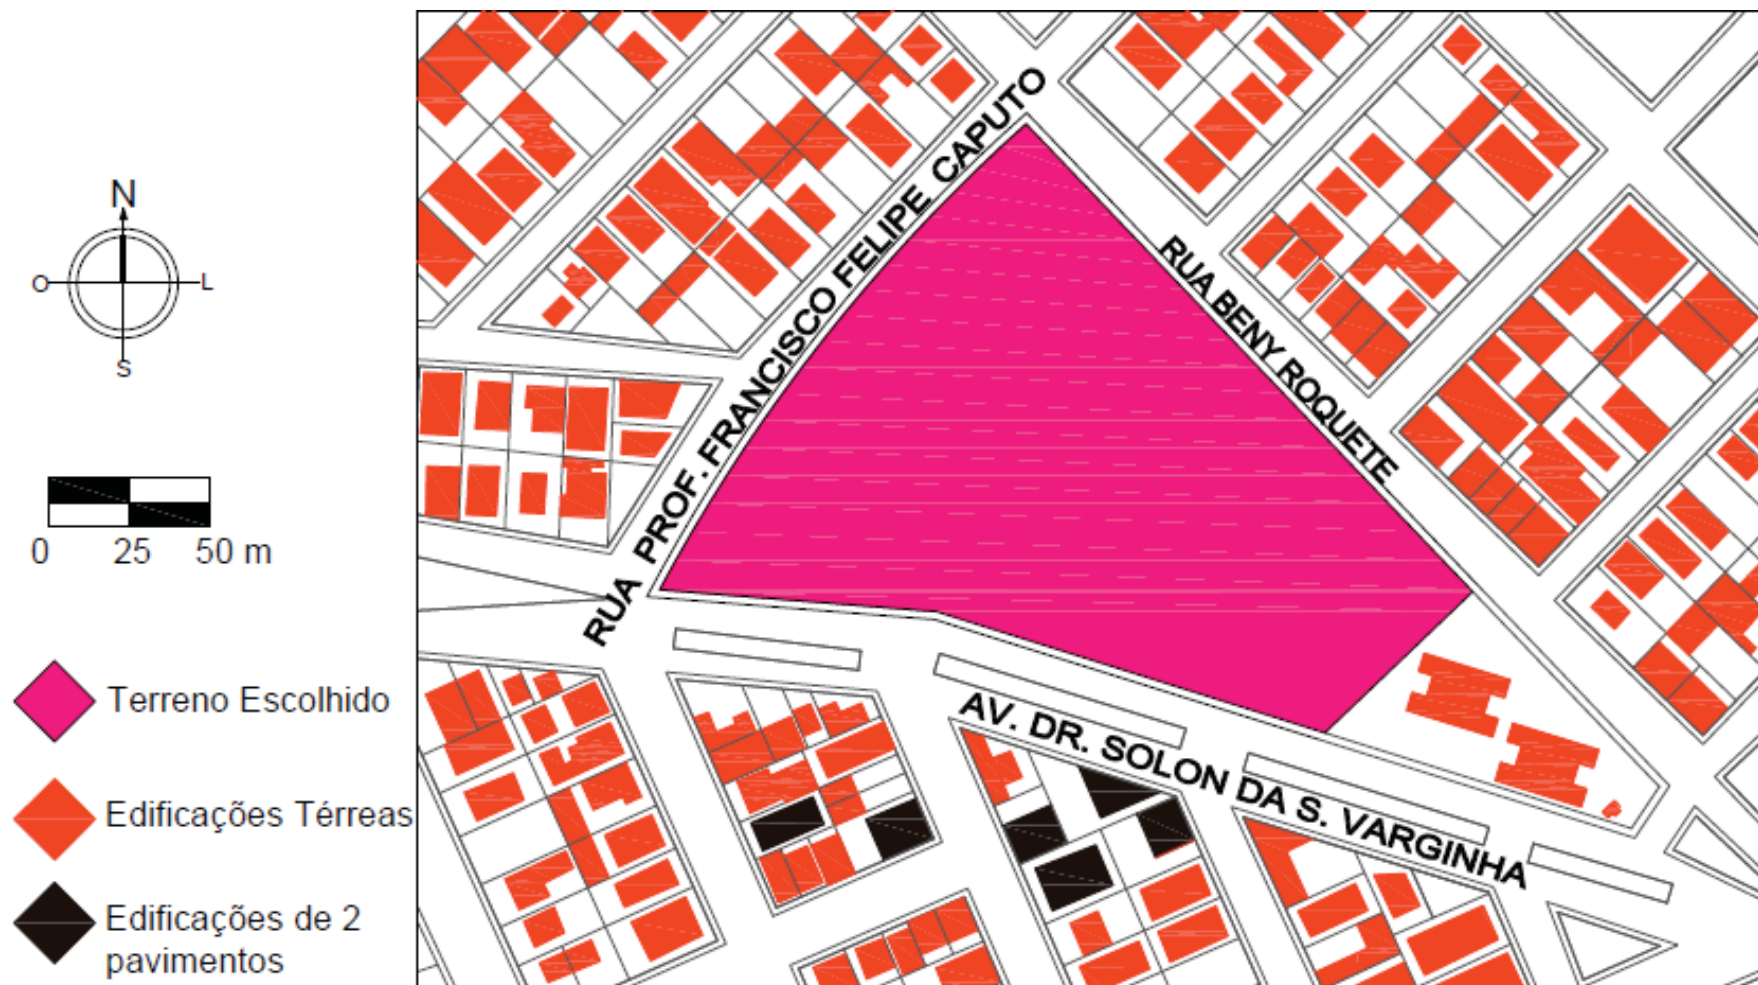 N
O
L
S
0 25 50 m
Terreno Escolhido
Edificações Térreas
Edificações de 2
pavimentos
RUA PROF. FRANCISCO FELIPE CAPUTO
RUA BENY ROQUETE
AV. DR. SOLON DA S. VARGINHA